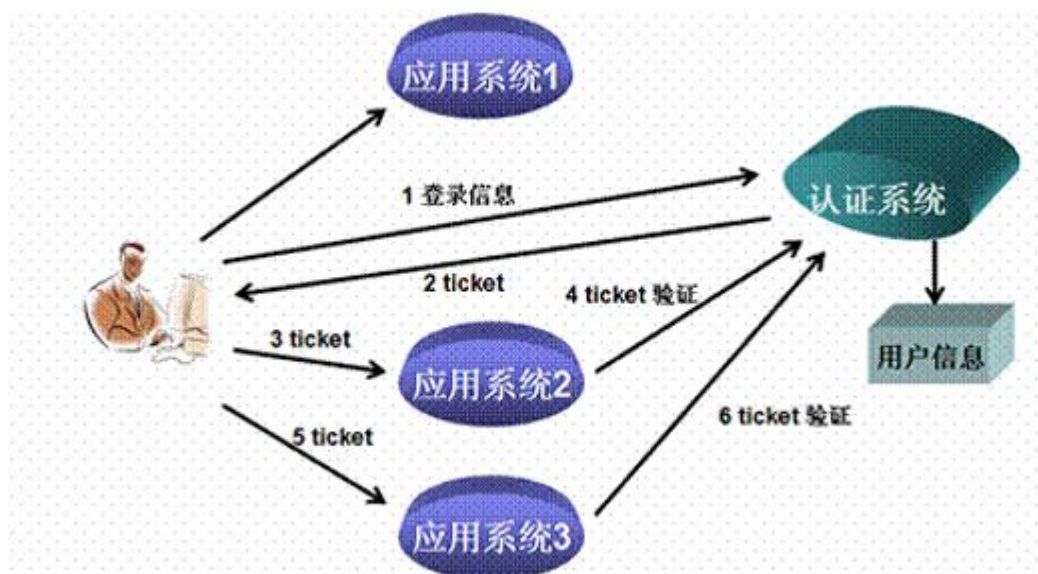 应用系统1
1 登录信息
认证系统
2 ticket
4 ticket 验证
3 ticket
应用系统2
用户信息
5 ticket
6 ticket 验证
应用系统3